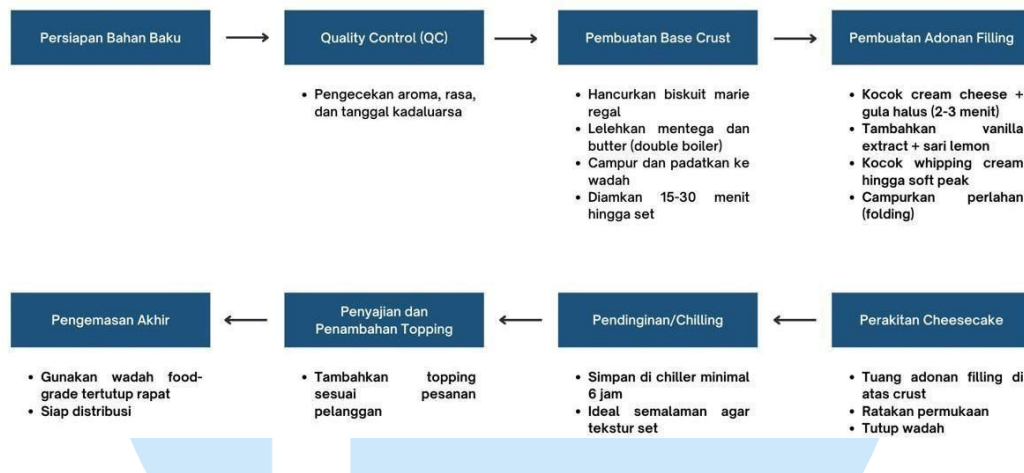 Persiapan Bahan Baku
Quality Control (QC)
• Pengecekan aroma, rasa,
dan tanggal kadaluarsa
Pembuatan Base Crust
• Hancurkan biskuit marie
regal
• Lelehkan mentega dan
butter (double boiler)
• Campur dan padatkan ke
wadah
• Diamkan 15-30 menit
hingga set
Pembuatan Adonan Filling
• Kocok cream cheese +
gula halus (2-3 menit)
• Tambahkan vanilla
extract + sari lemon
• Kocok whipping cream
hingga soft peak
• Campurkan perlahan
(folding)
Perakitan Cheesecake
• Tuang adonan filling di
atas crust
• Ratakan permukaan
• Tutup wadah
Pendinginan/Chilling
• Simpan di chiller minimal
6 jam
• Ideal semalaman agar
tekstur set
Penyajian dan
Penambahan Topping
• Tambahkan topping
sesuai pesanan
pelanggan
Pengemasan Akhir
• Gunakan wadah food-
grade tertutup rapat
• Siap distribusi